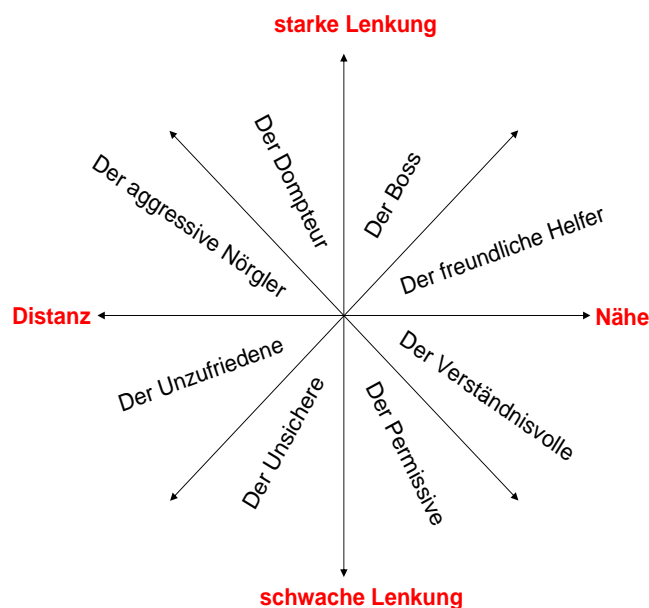 starke Lenkung
Der Dompteur
Der Boss
Der aggressive Nörgler
Der freundliche Helfer
Distanz
Nähe
Der Unzufriedene
Der Verständnisvolle
Der Unsichere
Der Permissive
schwache Lenkung